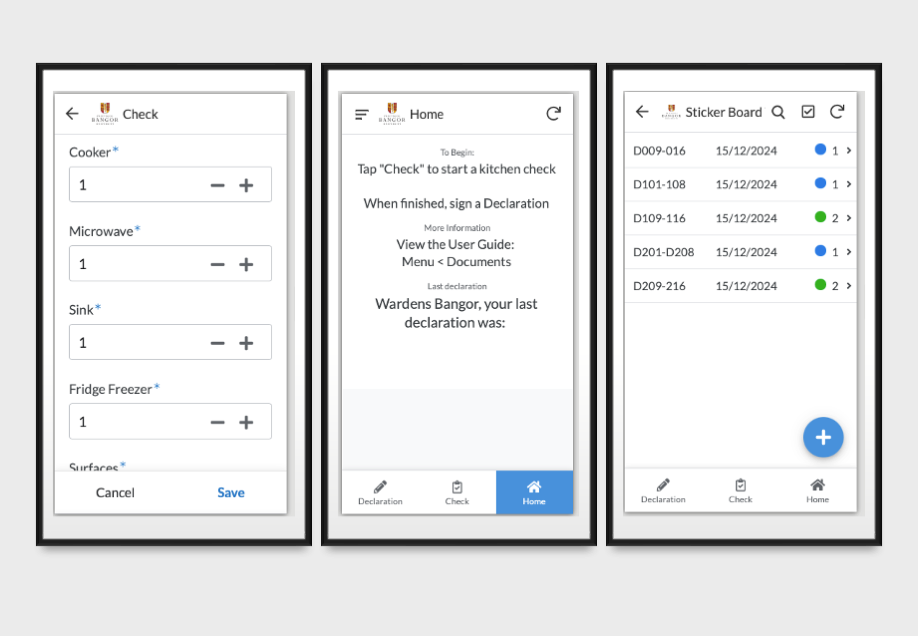 Check
Cooker*
1
Microwave*
1
Sink*
1
Fridge Freezer*
1
Surfaces*
Cancel
Save
BANGOR
Home
To Begin:
Tap "Check" to start a kitchen check
When finished, sign a Declaration
More Information
View the User Guide:
Menu < Documents
Last declaration
Wardens Bangor, your last
declaration was:
Declaration
Check
Home
Sticker Board
D009-016 15/12/2024 1
D101-108 15/12/2024 1
D109-116 15/12/2024 2
D201-D208 15/12/2024 1
D209-216 15/12/2024 2
Declaration
Check
Home